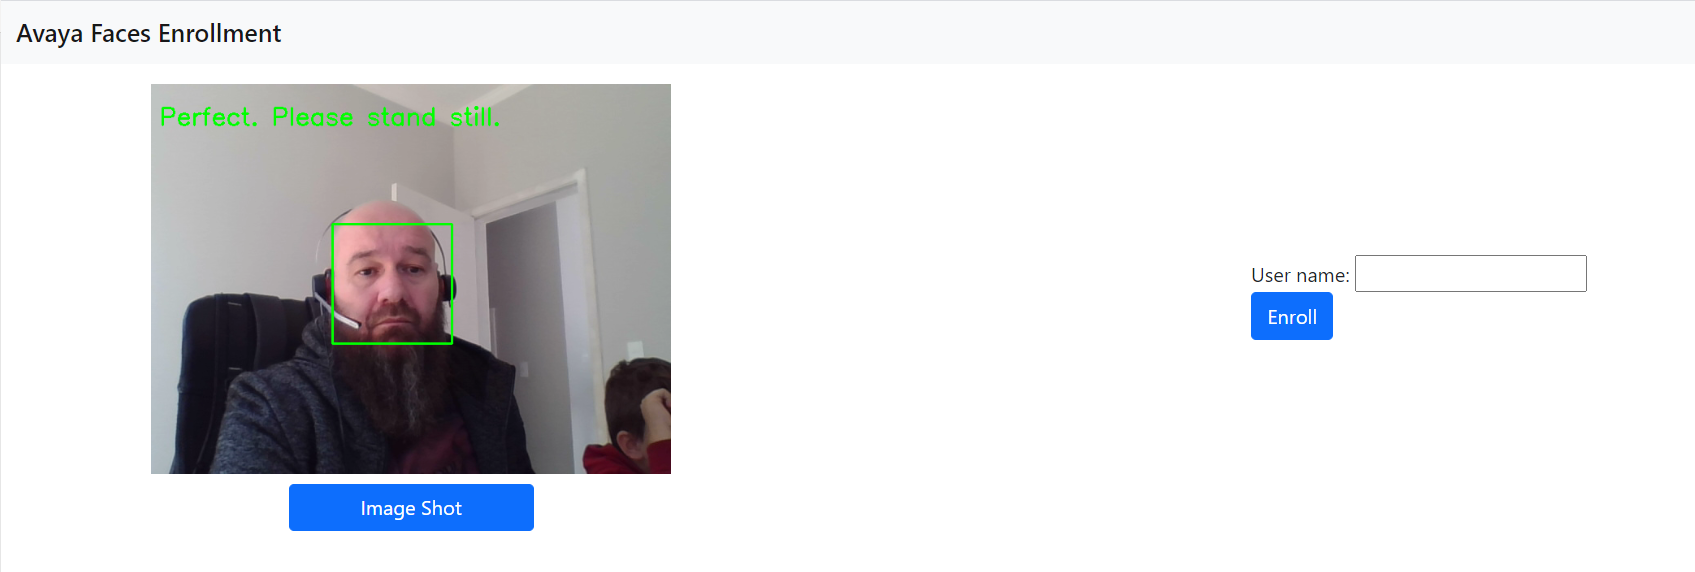 Avaya Faces Enrollment
Perfect. Please stand still.
User name:
Enroll
Image Shot